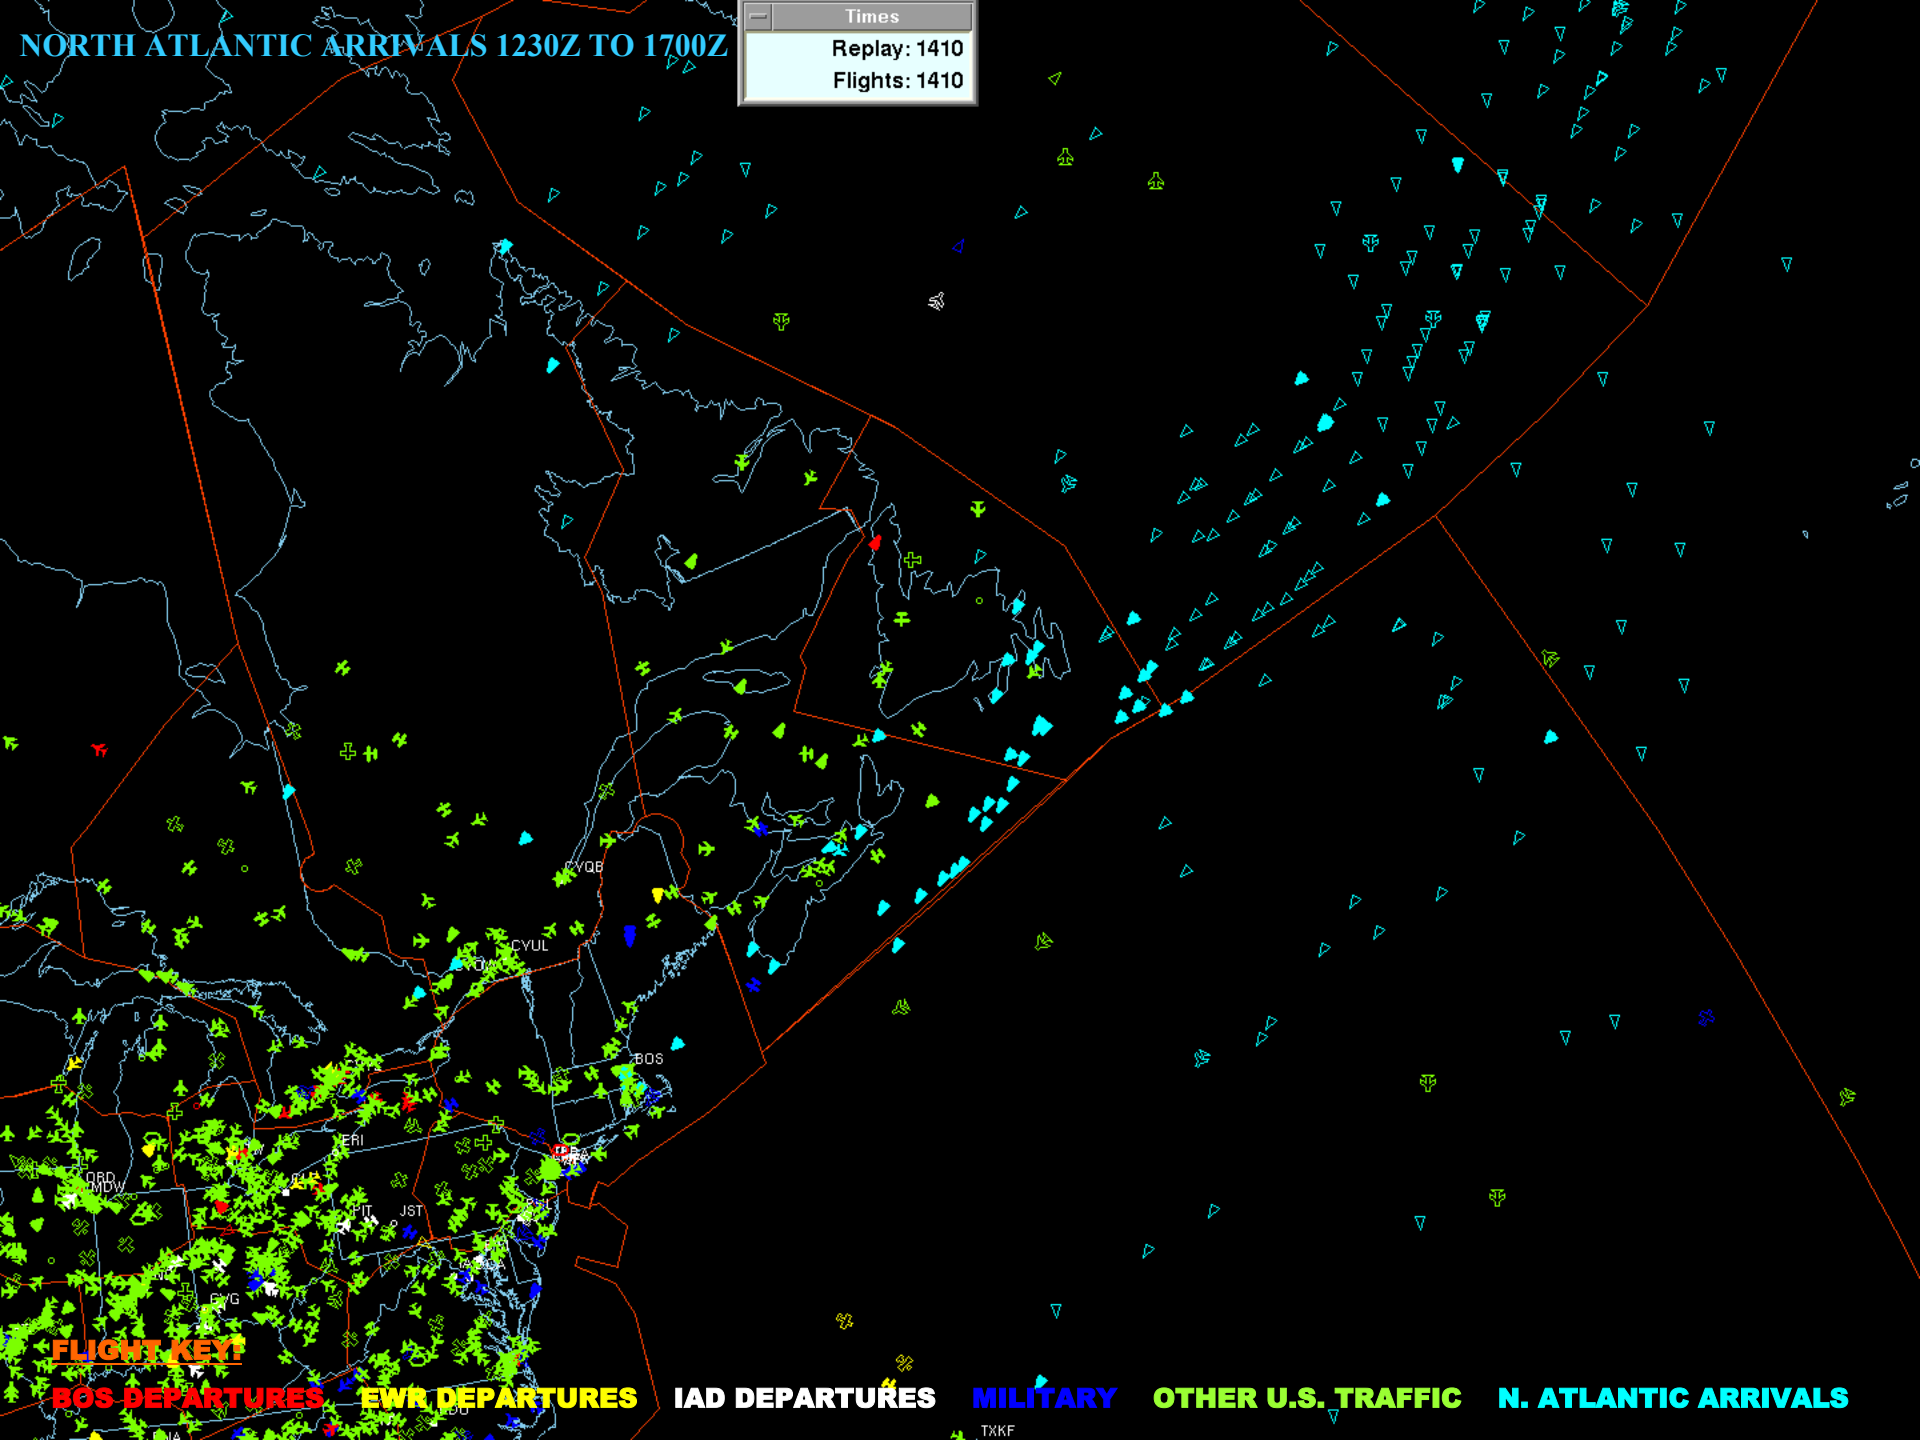 Times
NORTH ATLANTIC ARRIVALS 1230Z TO 1700Z
Replay: 1410
Flights: 1410
CYQB
CYUL
BOS
ERI
ORD
MDW
PIT
JST
CVG
FLIGHT KEY:
BOS DEPARTURES EWR DEPARTURES IAD DEPARTURES MILITARY OTHER U.S. TRAFFIC N. ATLANTIC ARRIVALS
TXKF